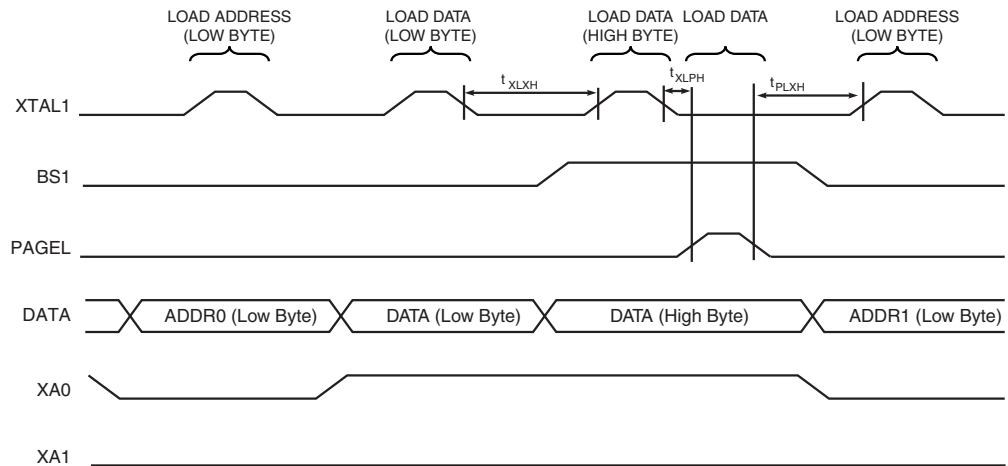 LOAD ADDRESS
(LOW BYTE)
LOAD DATA
(LOW BYTE)
LOAD DATA
(HIGH BYTE)
LOAD DATA
LOAD ADDRESS
(LOW BYTE)
XTAL1
tXLXH
tXLPH
tPLXH
BS1
PAGEL
DATA
ADDR0 (Low Byte)
DATA (Low Byte)
DATA (High Byte)
ADDR1 (Low Byte)
XA0
XA1